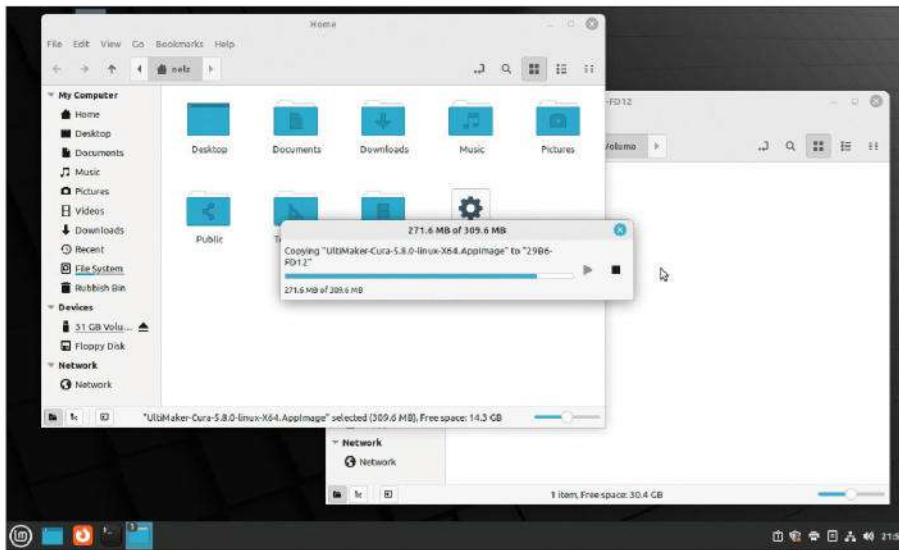 Home
File Edit View Go Bookmarks Help
nelz
My Computer
Home
Desktop
Documents
Music
Pictures
Videos
Downloads
Recent
File System
Rubbish Bin
Devices
31 GB Volu...
Floppy Disk
Network
Network
Desktop Documents Downloads Music Pictures
Public
271.6 MB of 309.6 MB
Copying "UltiMaker-Cura-5.8.0-linux-X64.AppImage" to "29B6-
FD12"
271.6 MB of 309.6 MB
"UltiMaker-Cura-5.8.0-linux-X64.AppImage" selected (309.6 MB), Free space: 14.3 GB
-FD12
Volume
Network
Network
1 item, Free space: 30.4 GB